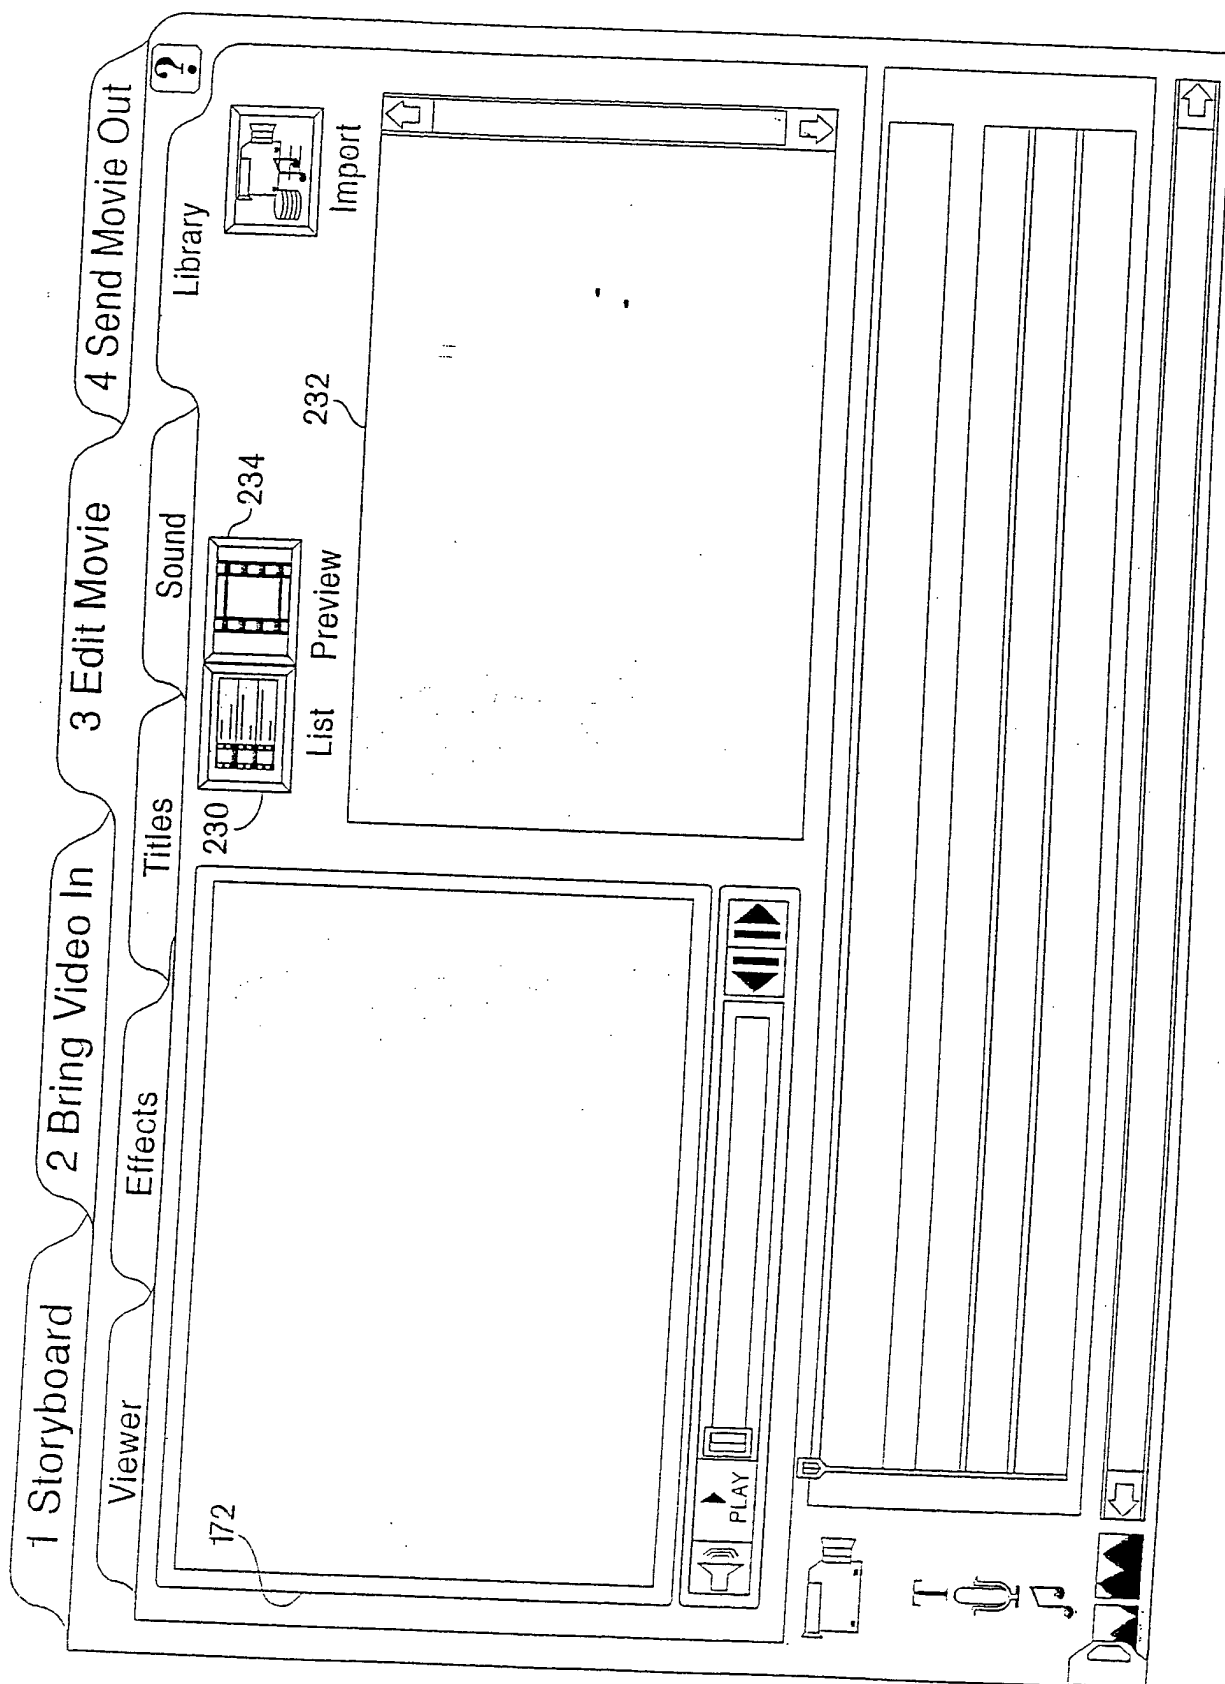 1 Storyboard
2 Bring Video In
3 Edit Movie
4 Send Movie Out
?
Viewer
Effects
Titles
Sound
Library
172
230
234
List
Preview
Import
232
PLAY
T